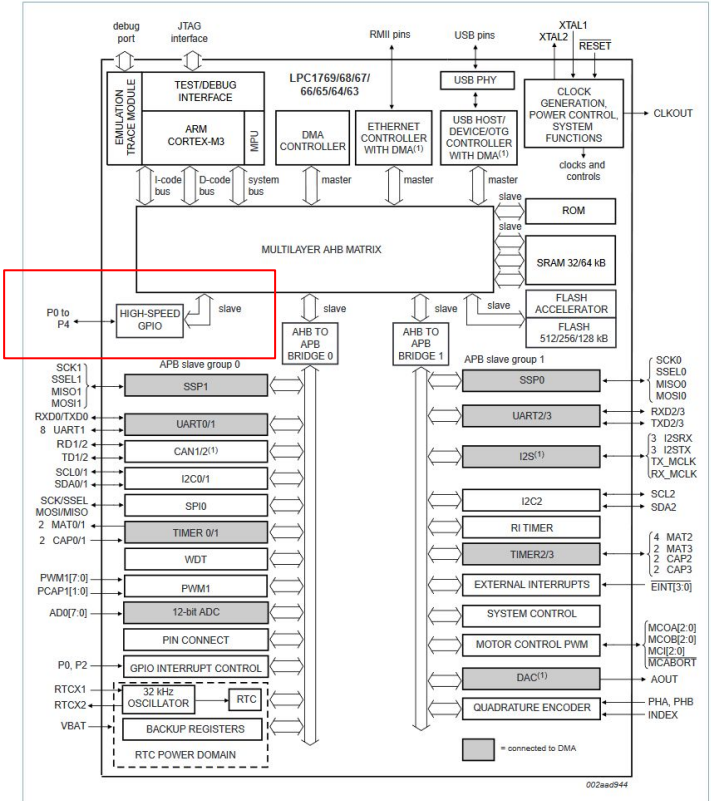 debug
port
JTAG
interface
RMII pins
USB pins
XTAL1
XTAL2
RESET
EMULATION
TRACE MODULE
TEST/DEBUG
INTERFACE
ARM
CORTEX-M3
MPU
LPC1769/68/67/
66/65/64/63
DMA
CONTROLLER
ETHERNET
CONTROLLER
WITH DMA(1)
USB PHY
USB HOST/
DEVICE/OTG
CONTROLLER
WITH DMA(1)
CLOCK
GENERATION,
POWER CONTROL,
SYSTEM
FUNCTIONS
CLKOUT
clocks and
controls
I-code
bus
D-code
bus
system
bus
master
master
master
slave
ROM
slave
MULTILAYER AHB MATRIX
SRAM 32/64 kB
P0 to
P4
HIGH-SPEED
GPIO
slave
slave
slave
slave
FLASH
ACCELERATOR
FLASH
512/256/128 kB
AHB TO
APB
BRIDGE 0
AHB TO
APB
BRIDGE 1
APB slave group 0
SCK1
SSEL1
MISO1
MOSI1
SSP1
RXD0/TXD0
8 UART1
UART0/1
RD1/2
TD1/2
CAN1/2(1)
SCL0/1
SDA0/1
I2C0/1
SCK/SSEL
MOSI/MISO
SPI0
2 MAT0/1
2 CAP0/1
TIMER 0/1
WDT
PWM1[7:0]
PCAP1[1:0]
PWM1
AD0[7:0]
12-bit ADC
PIN CONNECT
P0, P2
GPIO INTERRUPT CONTROL
RTCX1
RTCX2
32 kHz
OSCILLATOR
RTC
VBAT
BACKUP REGISTERS
RTC POWER DOMAIN
APB slave group 1
SSP0
SCK0
SSEL0
MISO0
MOSI0
UART2/3
RXD2/3
TXD2/3
I2S(1)
3 I2SRX
3 I2STX
TX_MCLK
RX_MCLK
I2C2
SCL2
SDA2
RI TIMER
TIMER2/3
4 MAT2
2 MAT3
2 CAP2
2 CAP3
EXTERNAL INTERRUPTS
EINT[3:0]
SYSTEM CONTROL
MOTOR CONTROL PWM
MCOA[2:0]
MCOB[2:0]
MCI[2:0]
MCABORT
DAC(1)
AOUT
QUADRATURE ENCODER
PHA, PHB
INDEX
= connected to DMA
002aad944